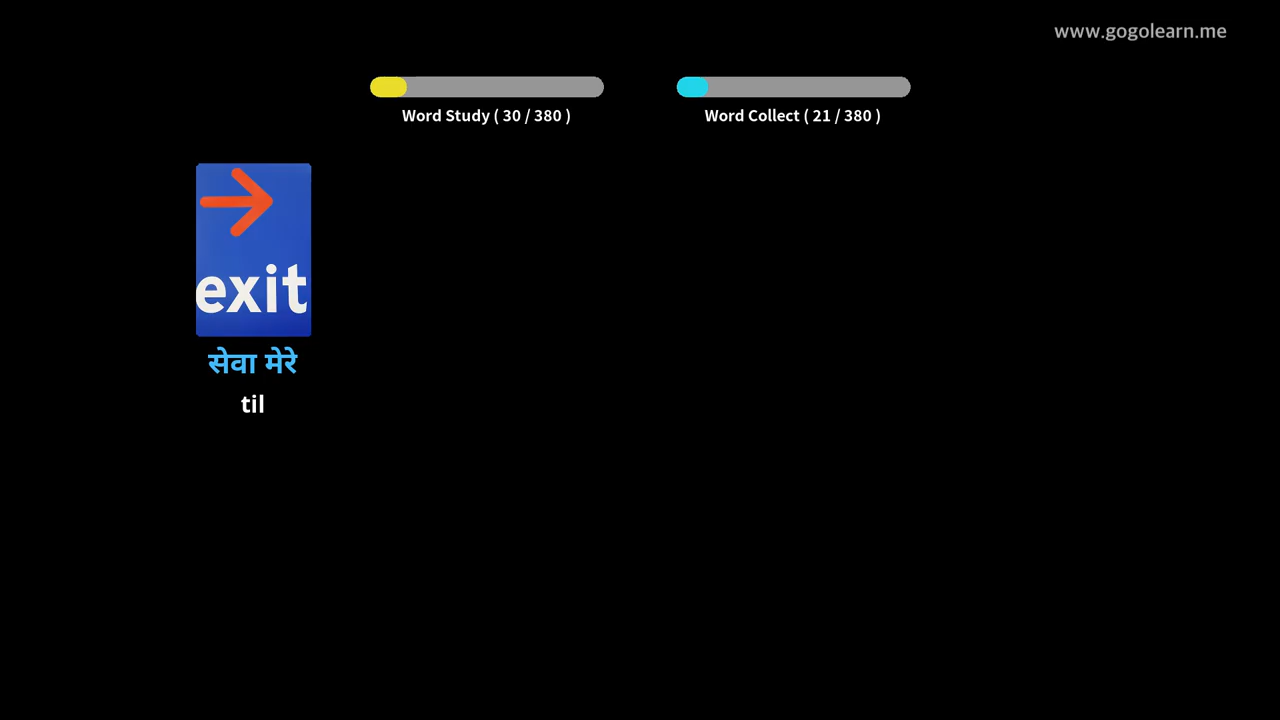 www.gogolearn.me
Word Study ( 30 / 380 )
Word Collect ( 21 / 380 )
exit
सेवा मेरे
til